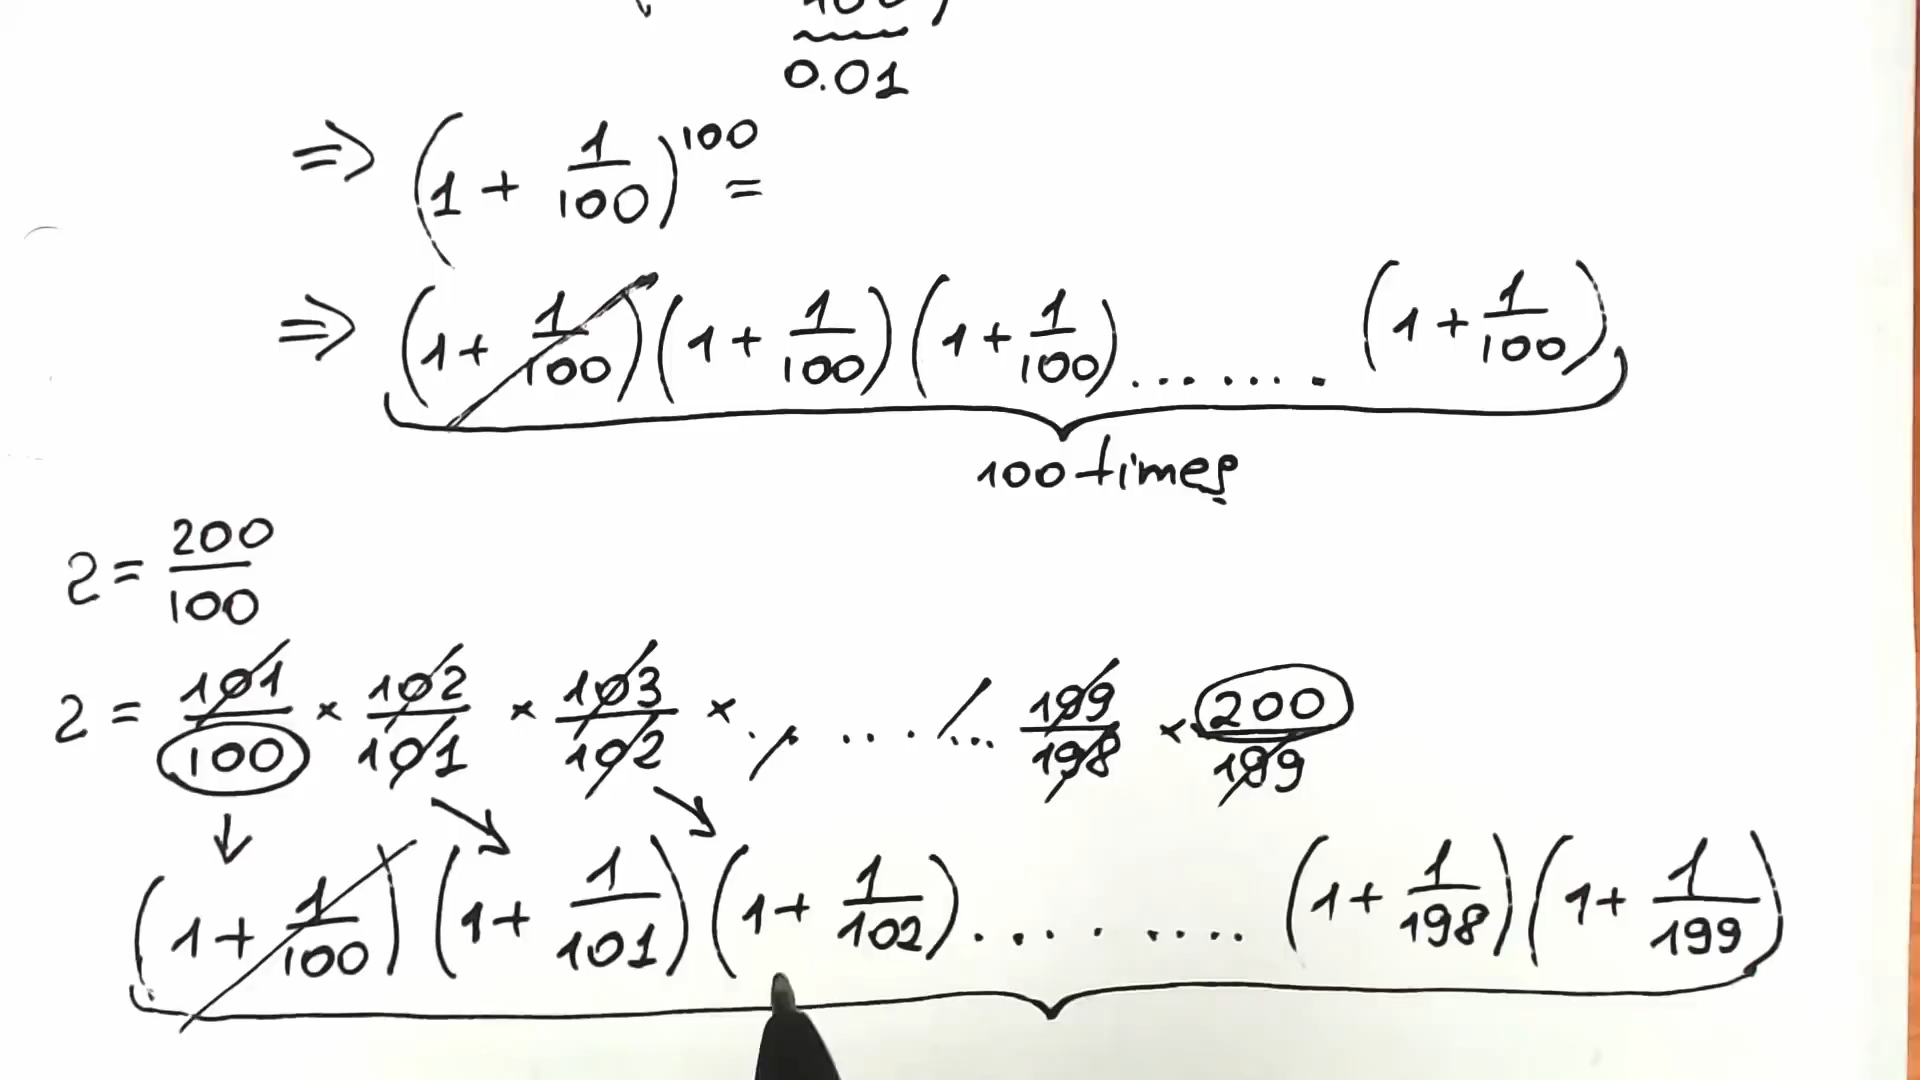 100 )
0.01
=> (1 + 1/100)^100 =
=> (1 + 1/100)(1 + 1/100)(1 + 1/100)........(1 + 1/100)
100 times
2 = 200/100
2 = 101/100 × 102/101 × 103/102 × ........ 199/198 × 200/199
(1 + 1/100)(1 + 1/101)(1 + 1/102)........(1 + 1/198)(1 + 1/199)